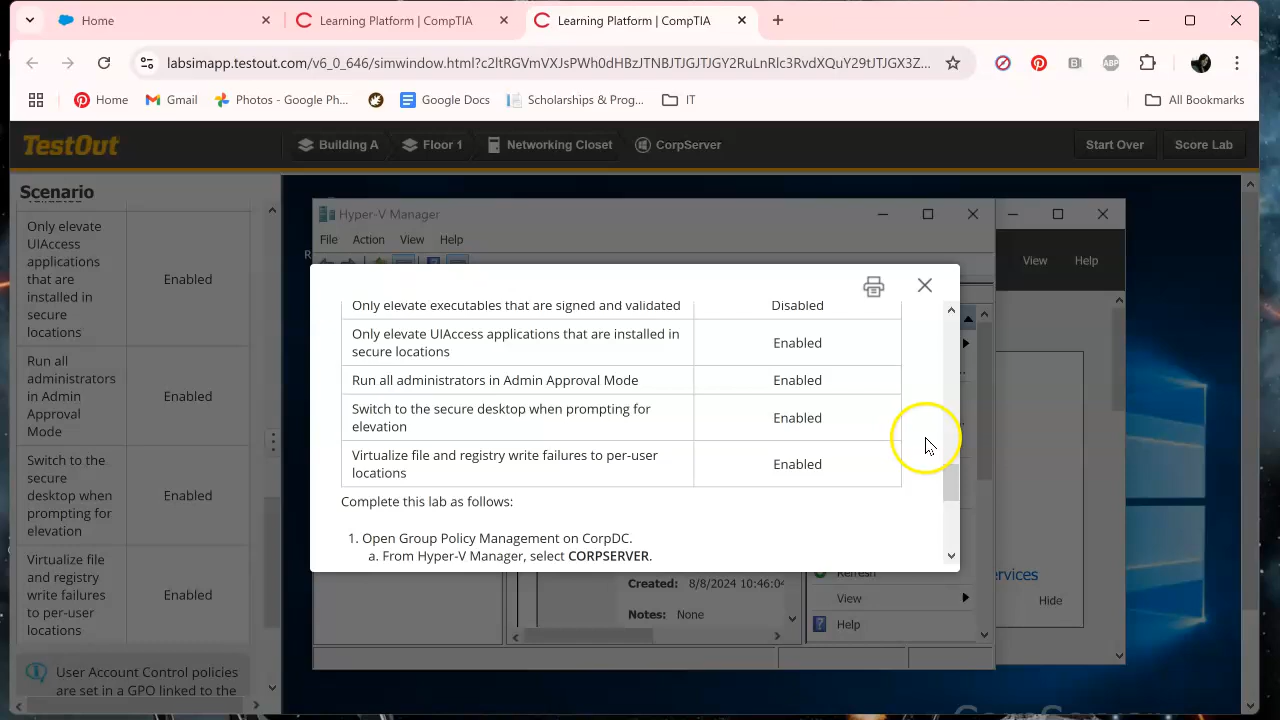 Home
Learning Platform | CompTIA
Learning Platform | CompTIA
labsimapp.testout.com/v6_0_646/simwindow.html?c2ltRGVmVXJsPWh0dHBzJTNBJTJGJTJGY2RuLnRlc3RvdXQuY29tJTJGX3Z...
ABP
Home
Gmail
Photos - Google Ph...
Google Docs
Scholarships & Prog...
IT
All Bookmarks
TestOut
Building A
Floor 1
Networking Closet
CorpServer
Start Over
Score Lab
Scenario
validated
Only elevate
UIAccess
applications
that are
installed in
secure
locations
Enabled
Run all
administrators
in Admin
Approval
Mode
Enabled
Switch to the
secure
desktop when
prompting for
elevation
Enabled
Virtualize file
and registry
write failures
to per-user
locations
Enabled
User Account Control policies
are set in a GPO linked to the
Hyper-V Manager
File
Action
View
Help
View
Help
Only elevate executables that are signed and validated
Disabled
Only elevate UIAccess applications that are installed in
secure locations
Enabled
Run all administrators in Admin Approval Mode
Enabled
Switch to the secure desktop when prompting for
elevation
Enabled
Virtualize file and registry write failures to per-user
locations
Enabled
Complete this lab as follows:
1. Open Group Policy Management on CorpDC.
a. From Hyper-V Manager, select CORPSERVER.
Created: 8/8/2024 10:46:04
Notes: None
Refresh
View
Help
Hide
CorpServer